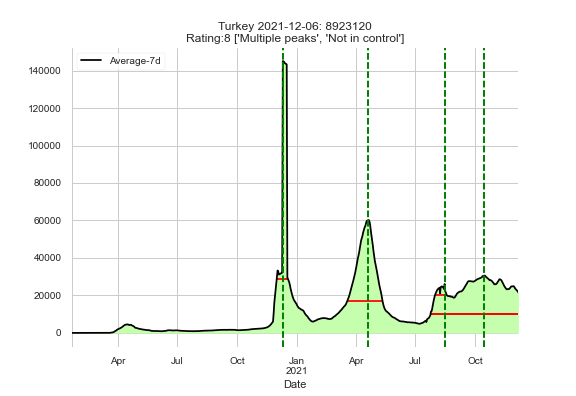 Turkey 2021-12-06: 8923120
Rating:8 ['Multiple peaks', 'Not in control']
Average-7d
140000
120000
100000
80000
60000
40000
20000
0
Apr Jul Oct Jan Apr Jul Oct
2021
Date